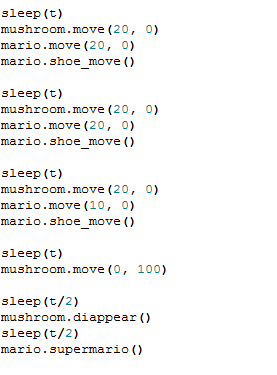 sleep(t)
mushroom.move(20, 0)
mario.move(20, 0)
mario.shoe_move()

sleep(t)
mushroom.move(20, 0)
mario.move(20, 0)
mario.shoe_move()

sleep(t)
mushroom.move(20, 0)
mario.move(10, 0)
mario.shoe_move()

sleep(t)
mushroom.move(0, 100)

sleep(t/2)
mushroom.diappear()
sleep(t/2)
mario.supermario()